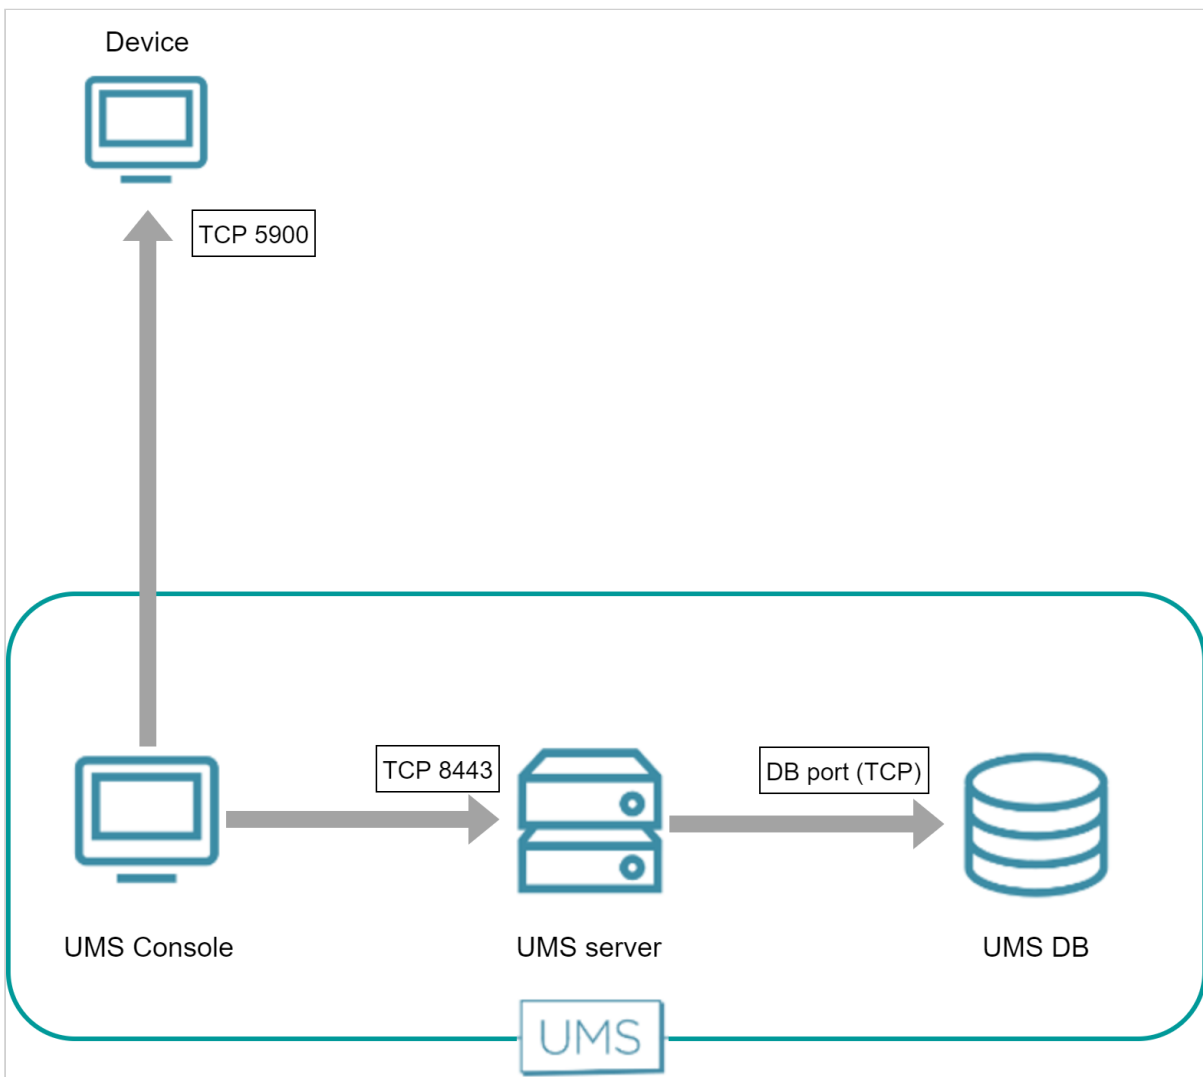 Device
TCP 5900
TCP 8443
DB port (TCP)
UMS Console
UMS server
UMS DB
UMS